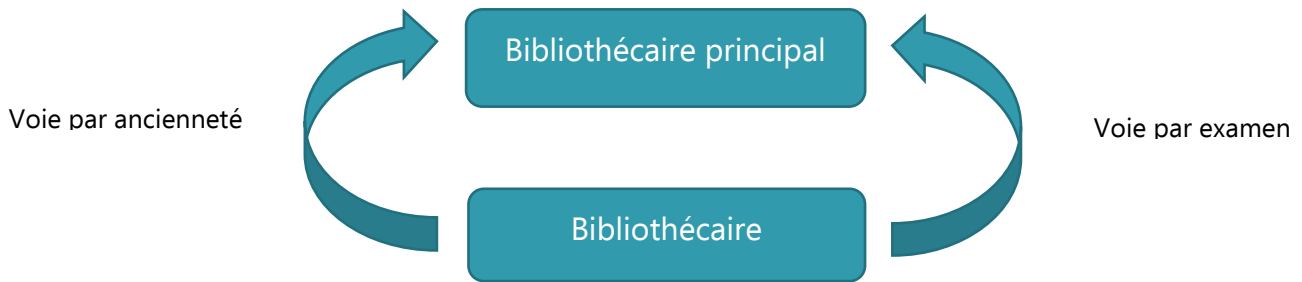 Bibliothécaire principal
Voie par ancienneté
Voie par examen
Bibliothécaire